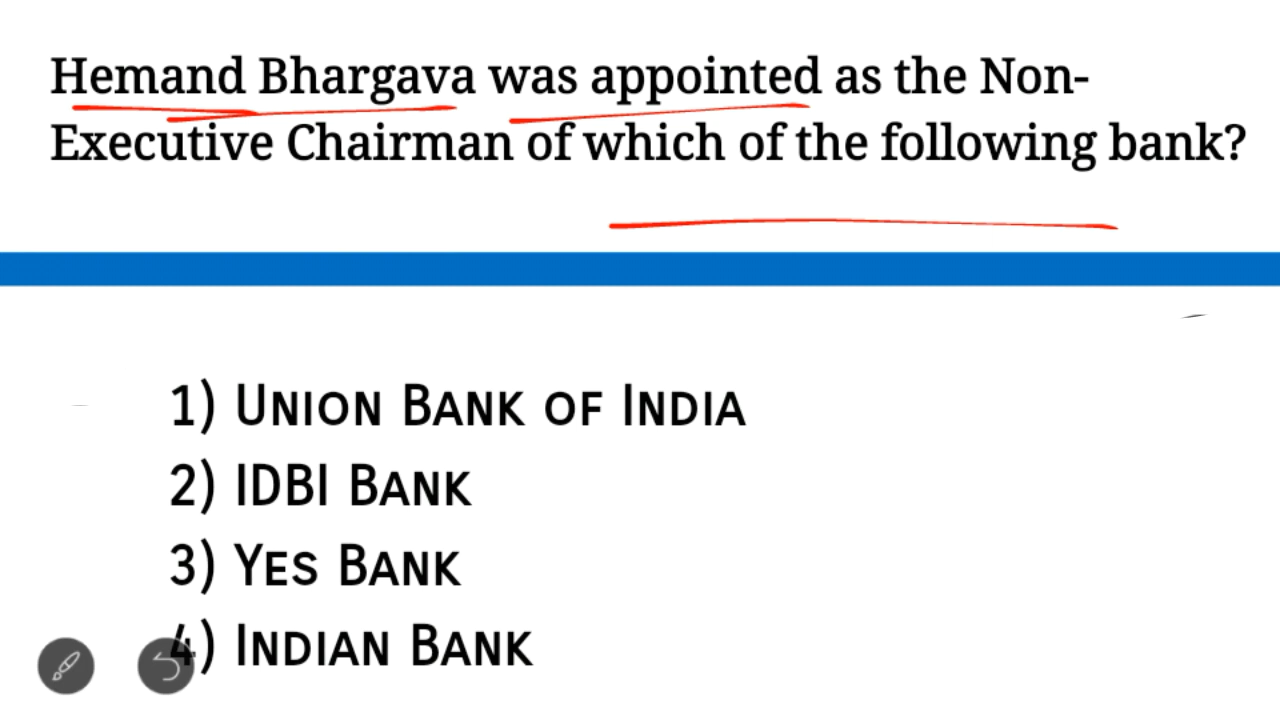 Hemand Bhargava was appointed as the Non-
Executive Chairman of which of the following bank?
1) Union Bank of India
2) IDBI Bank
3) Yes Bank
4) Indian Bank